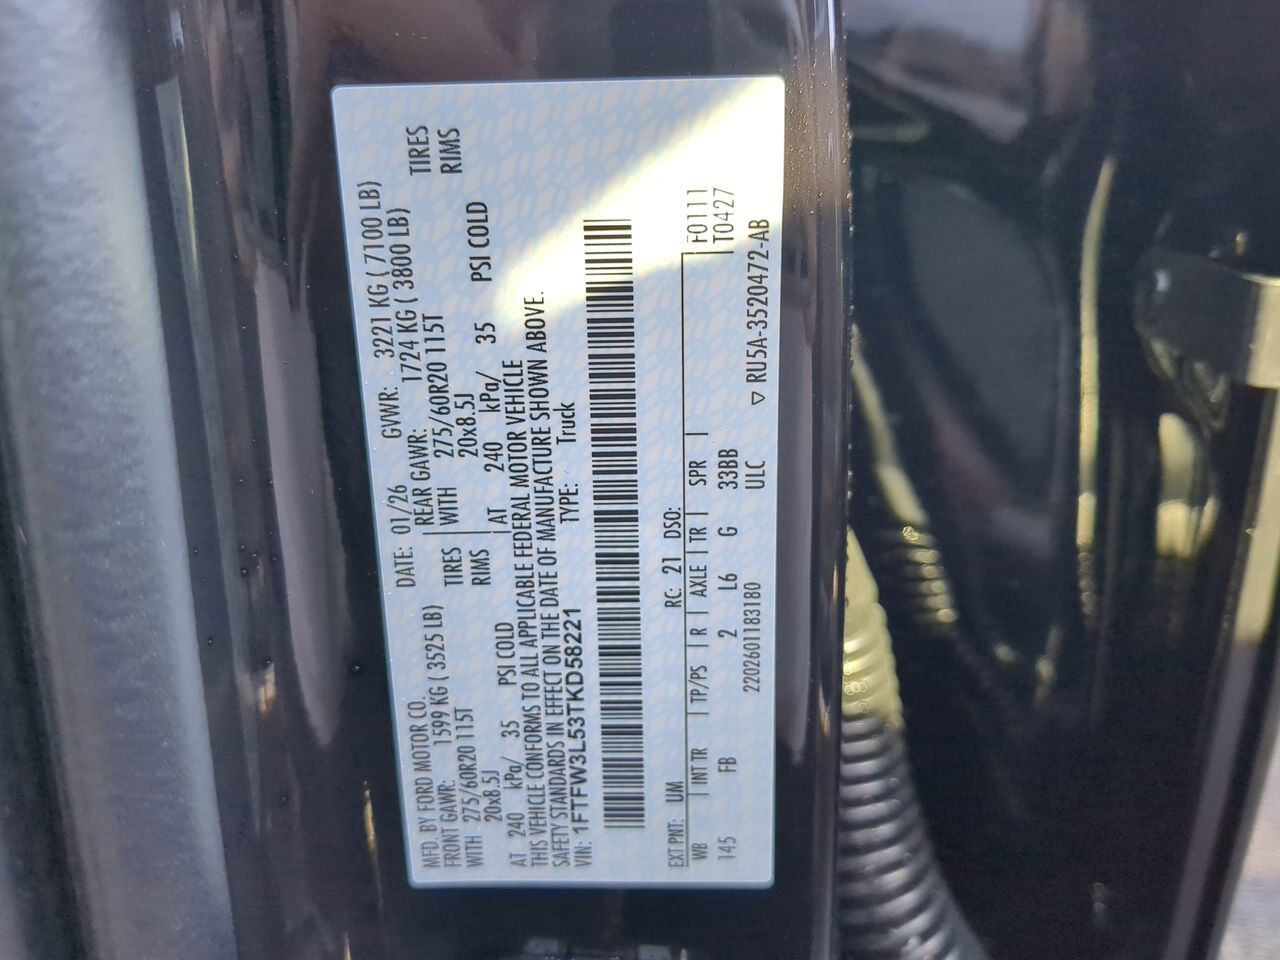 MFD. BY FORD MOTOR CO. DATE: 01/26 GVWR: 3221 KG ( 7100 LB)
FRONT GAWR: 1599 KG ( 3525 LB) REAR GAWR: 1724 KG ( 3800 LB)
WITH 275/60R20 115T TIRES WITH 275/60R20 115T TIRES
20x8.5J RIMS 20x8.5J RIMS
AT 240 kPa/ 35 PSI COLD AT 240 kPa/ 35 PSI COLD
THIS VEHICLE CONFORMS TO ALL APPLICABLE FEDERAL MOTOR VEHICLE
SAFETY STANDARDS IN EFFECT ON THE DATE OF MANUFACTURE SHOWN ABOVE.
VIN: 1FTFW3L53TKD58221 TYPE: Truck
EXT PNT: UM RC: 21 DSO: F0111
WB | INT TR | TP/PS | R | AXLE | TR | SPR | T0427
145 FB 2 L6 G 33BB
2202601183180 ULC ▽ RU5A-3520472-AB